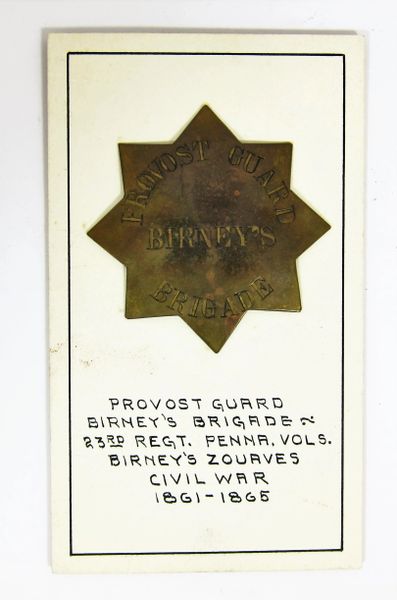 PROVOST GUARD
BIRNEY'S
BRIGADE
PROVOST GUARD
BIRNEY'S BRIGADE ~
23RD REGT. PENNA. VOLS.
BIRNEY'S ZOUAVES
CIVIL WAR
1861-1865